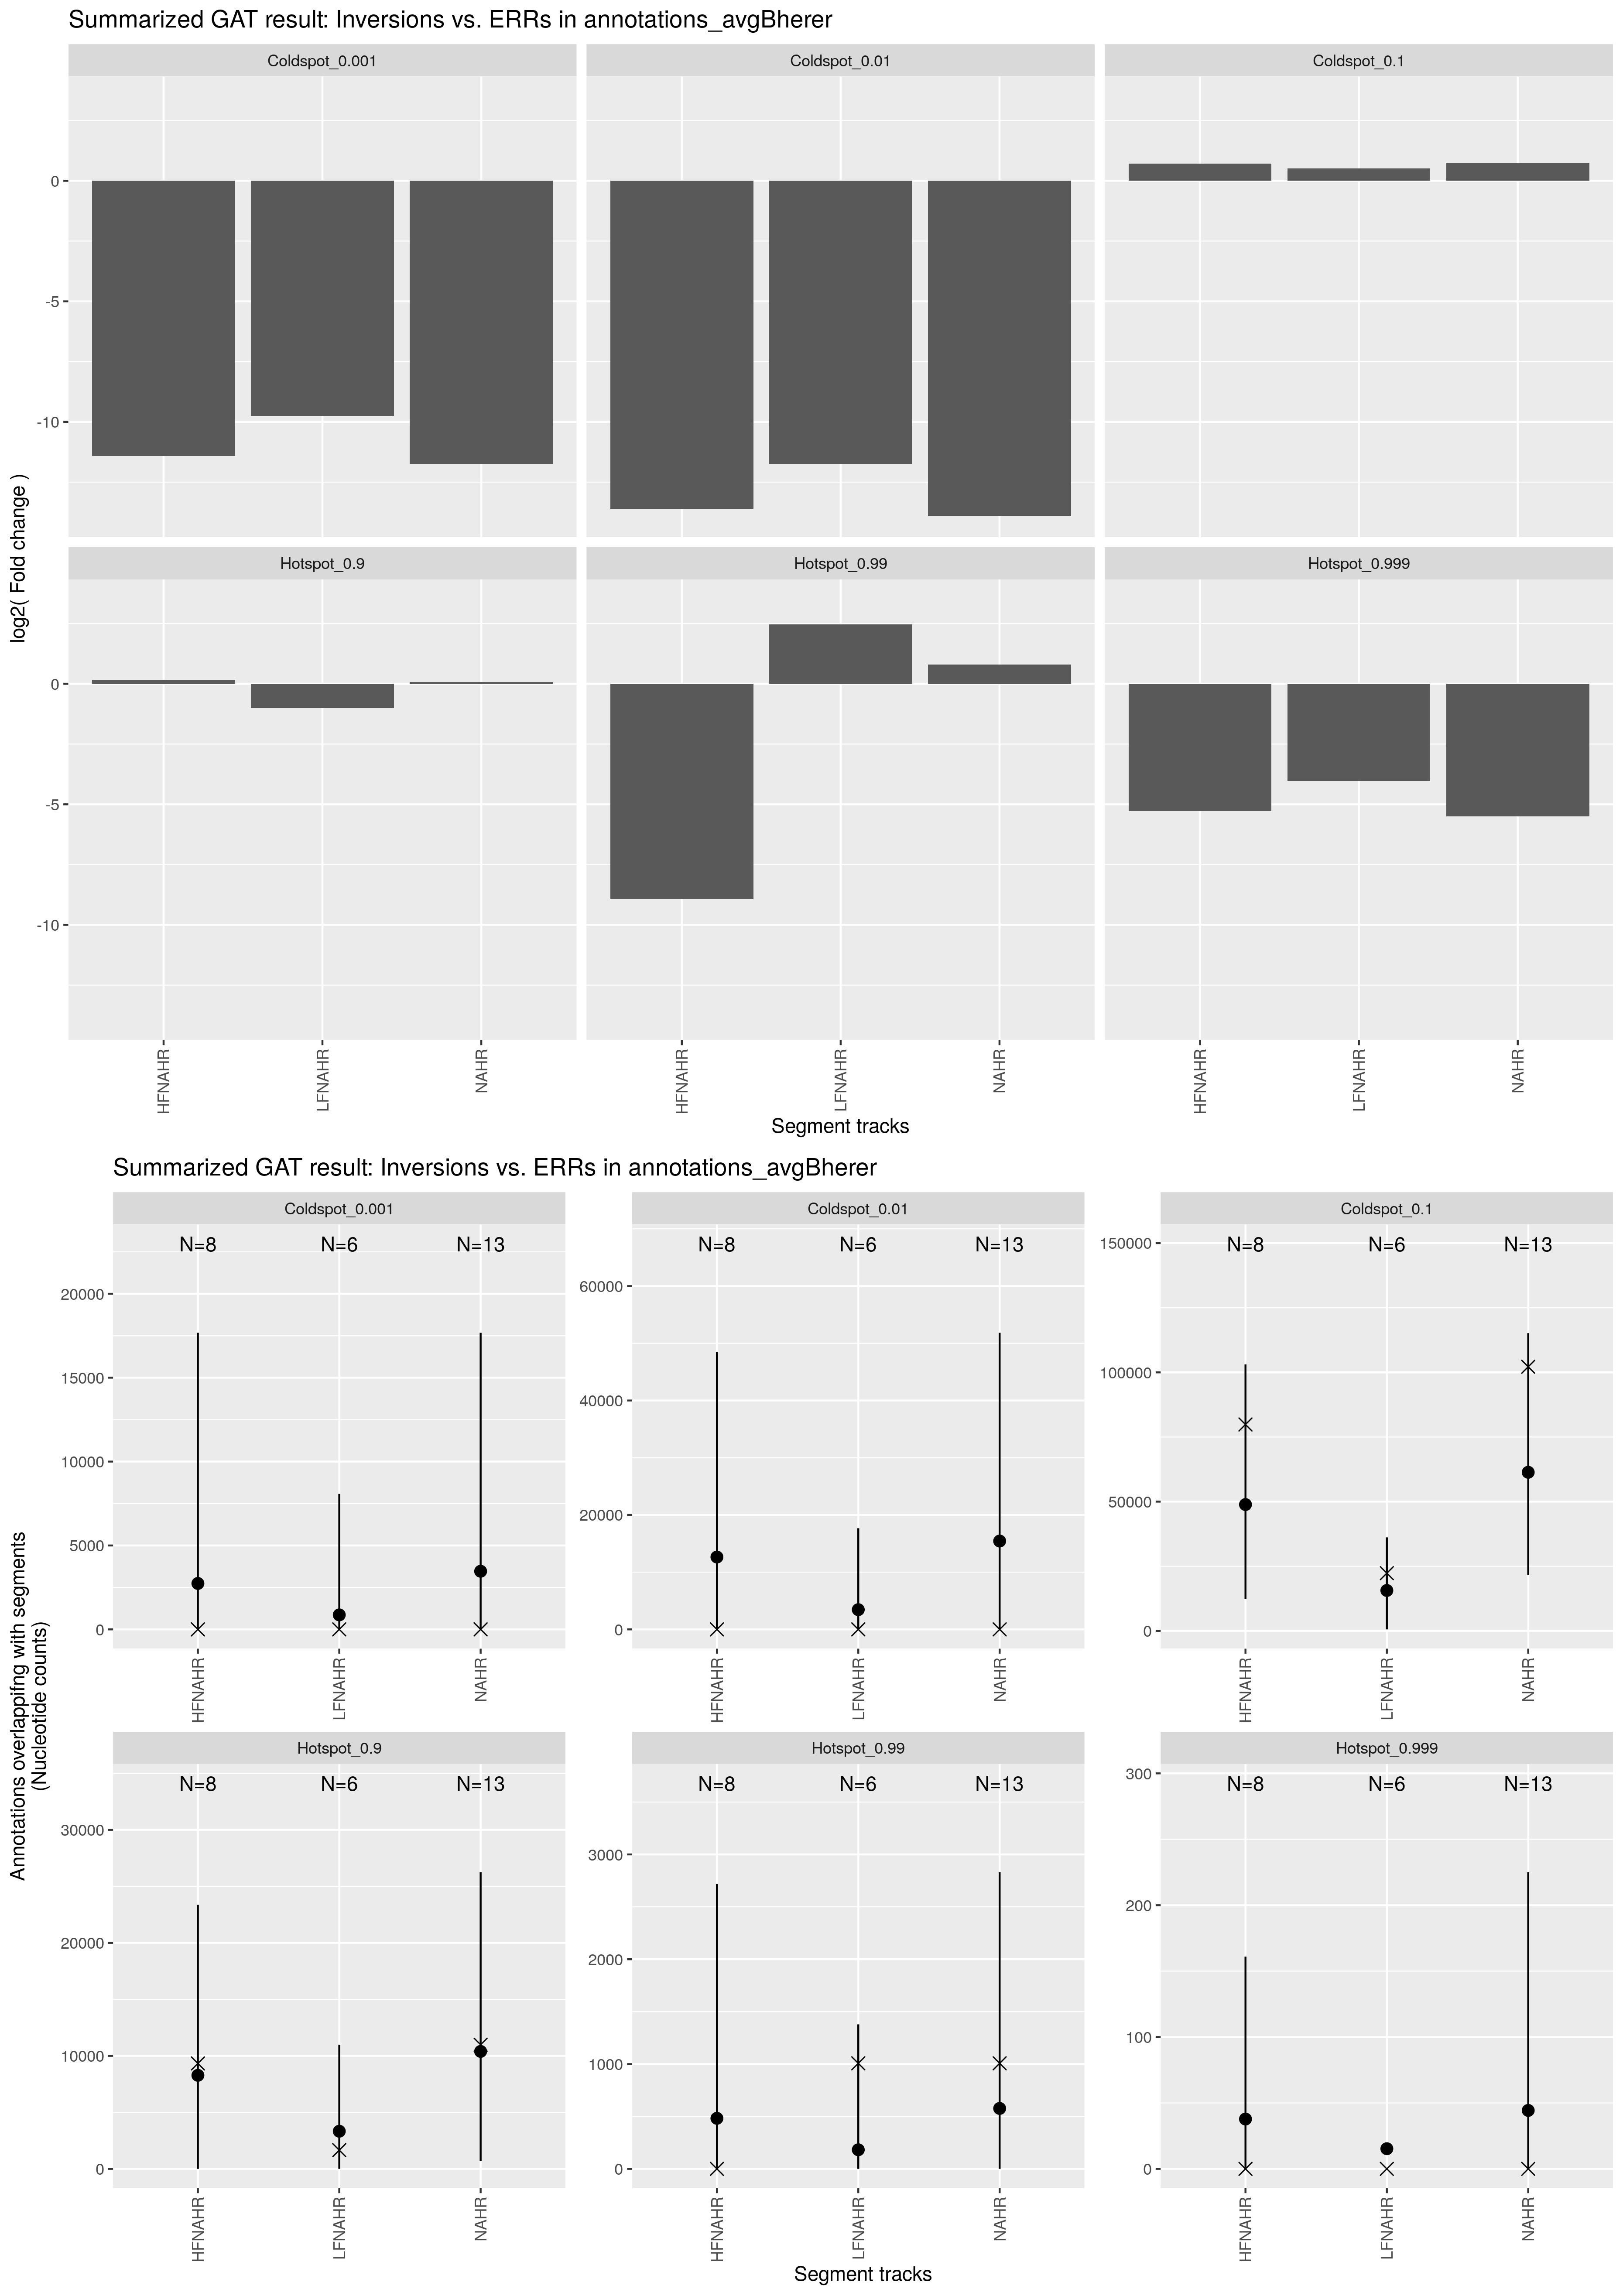 Summarized GAT result: Inversions vs. ERRs in annotations_avgBherer
Coldspot_0.001 Coldspot_0.01 Coldspot_0.1
0
-5
-10
log2( Fold change )
Hotspot_0.9 Hotspot_0.99 Hotspot_0.999
0
-5
-10
HFNAHR LFNAHR NAHR HFNAHR LFNAHR NAHR HFNAHR LFNAHR NAHR
Segment tracks
Summarized GAT result: Inversions vs. ERRs in annotations_avgBherer
Annotations overlappifng with segments
(Nucleotide counts)
Coldspot_0.001
N=8 N=6 N=13
20000
15000
10000
5000
0
HFNAHR LFNAHR NAHR
Coldspot_0.01
N=8 N=6 N=13
60000
40000
20000
0
HFNAHR LFNAHR NAHR
Coldspot_0.1
N=8 N=6 N=13
150000
100000
50000
0
HFNAHR LFNAHR NAHR
Hotspot_0.9
N=8 N=6 N=13
30000
20000
10000
0
HFNAHR LFNAHR NAHR
Hotspot_0.99
N=8 N=6 N=13
3000
2000
1000
0
HFNAHR LFNAHR NAHR
Hotspot_0.999
N=8 N=6 N=13
300
200
100
0
HFNAHR LFNAHR NAHR
Segment tracks